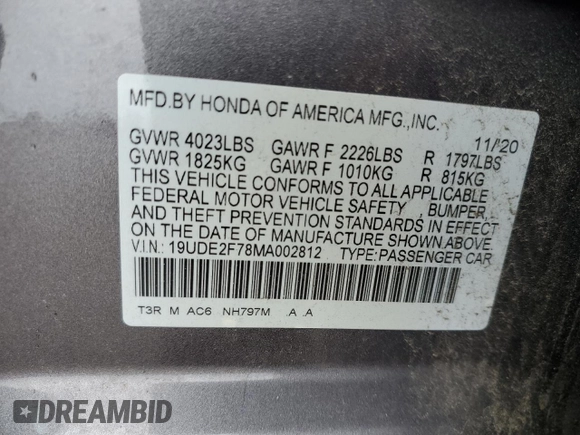 MFD.BY HONDA OF AMERICA MFG.,INC.
11/20
GVWR 4023LBS GAWR F 2226LBS R 1797LBS
GVWR 1825KG GAWR F 1010KG R 815KG
THIS VEHICLE CONFORMS TO ALL APPLICABLE
FEDERAL MOTOR VEHICLE SAFETY , BUMPER,
AND THEFT PREVENTION STANDARDS IN EFFECT
ON THE DATE OF MANUFACTURE SHOWN ABOVE.
V.I.N.: 19UDE2F78MA002812 TYPE:PASSENGER CAR
T3R M AC6 NH797M .A .A
DREAMBID